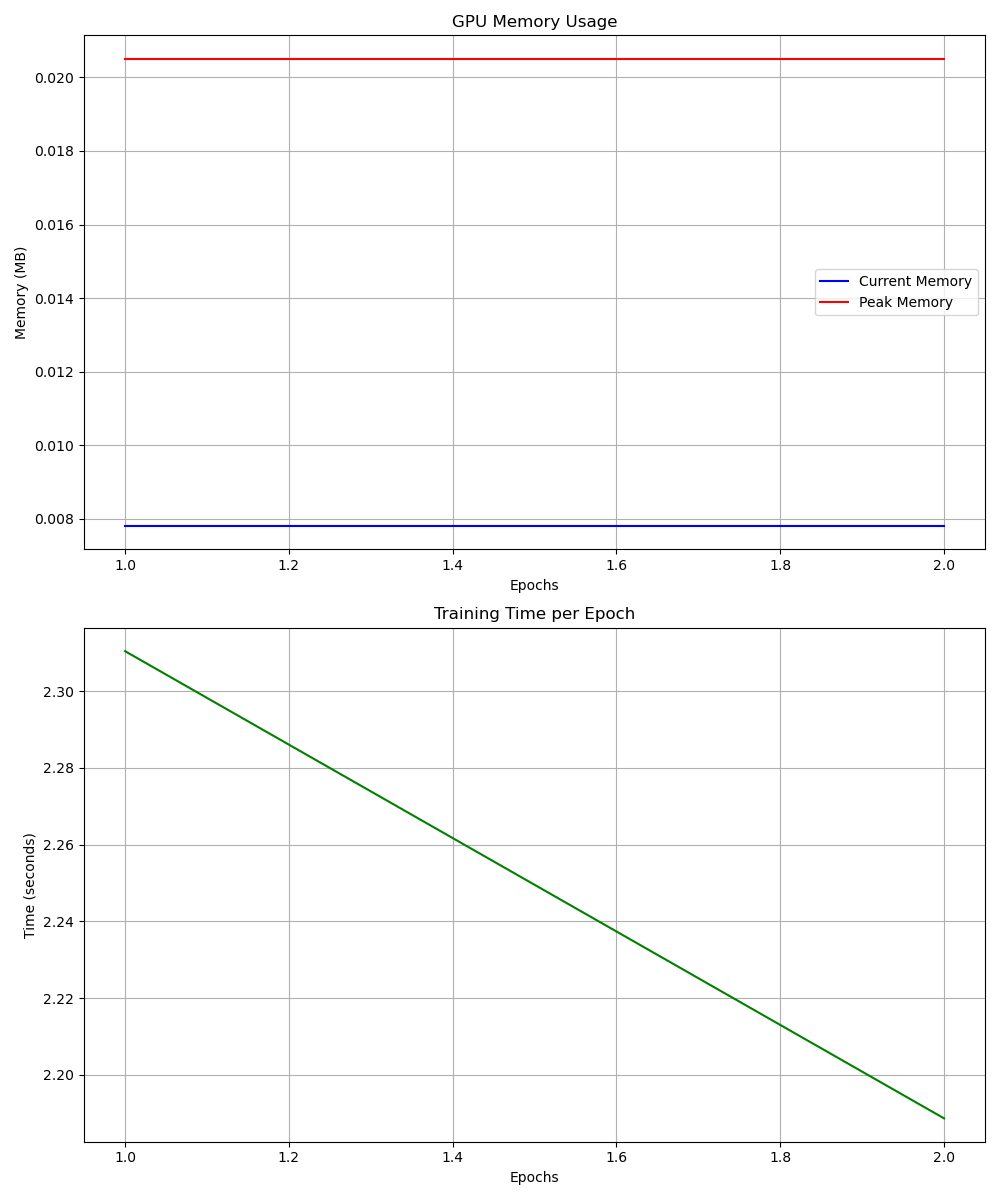 GPU Memory Usage
0.020
0.018
0.016
0.014
0.012
0.010
0.008
Memory (MB)
Current Memory
Peak Memory
1.0 1.2 1.4 1.6 1.8 2.0
Epochs
Training Time per Epoch
2.30
2.28
2.26
2.24
2.22
2.20
Time (seconds)
1.0 1.2 1.4 1.6 1.8 2.0
Epochs